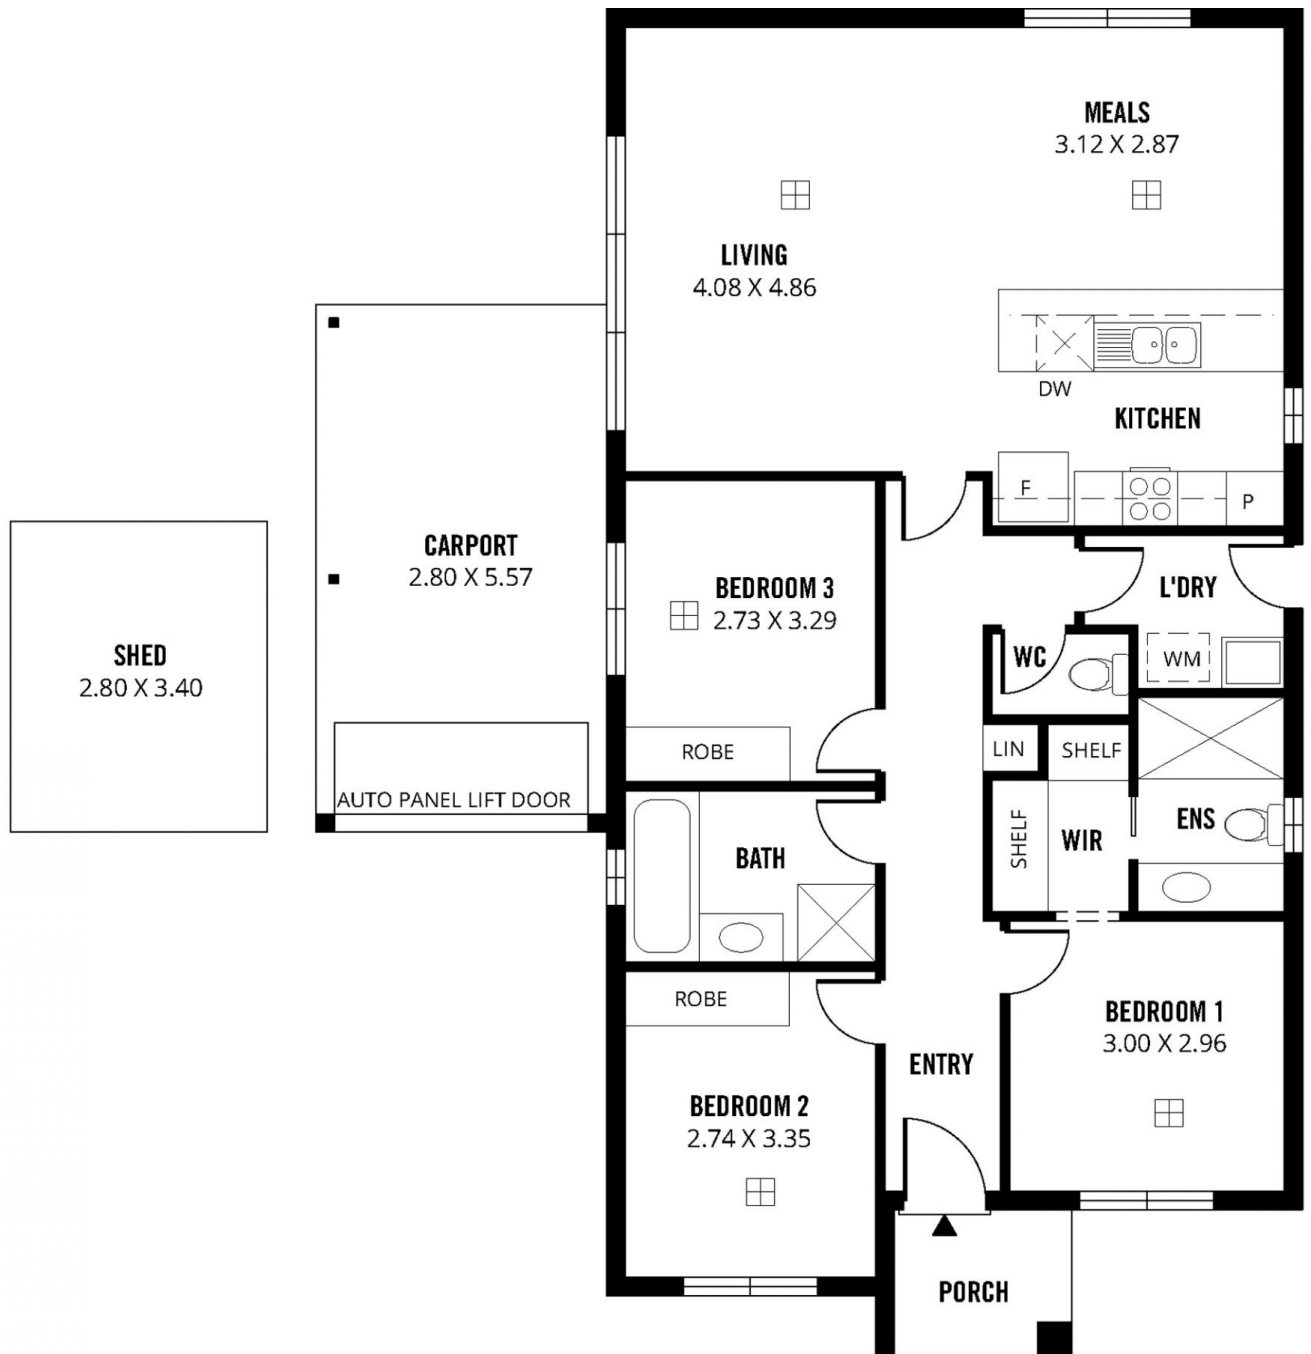 MEALS
3.12 X 2.87
LIVING
4.08 X 4.86
DW
KITCHEN
F
P
CARPORT
2.80 X 5.57
BEDROOM 3
2.73 X 3.29
L'DRY
WC
WM
SHED
2.80 X 3.40
ROBE
LIN
SHELF
AUTO PANEL LIFT DOOR
BATH
SHELF
WIR
ENS
ROBE
BEDROOM 1
3.00 X 2.96
ENTRY
BEDROOM 2
2.74 X 3.35
PORCH